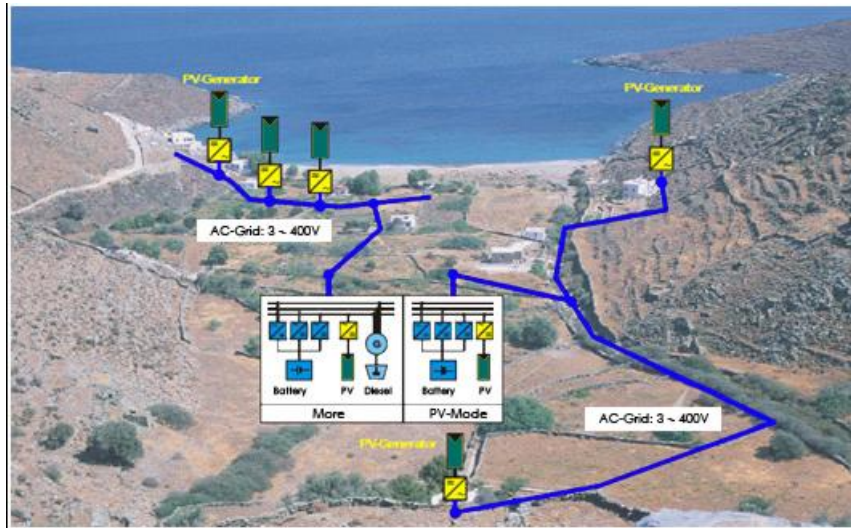 PV-Generator
PV-Generator
AC-Grid: 3 ~ 400V
Battery PV Diesel
More
Battery PV
PV-Mode
AC-Grid: 3 ~ 400V
PV-Generator